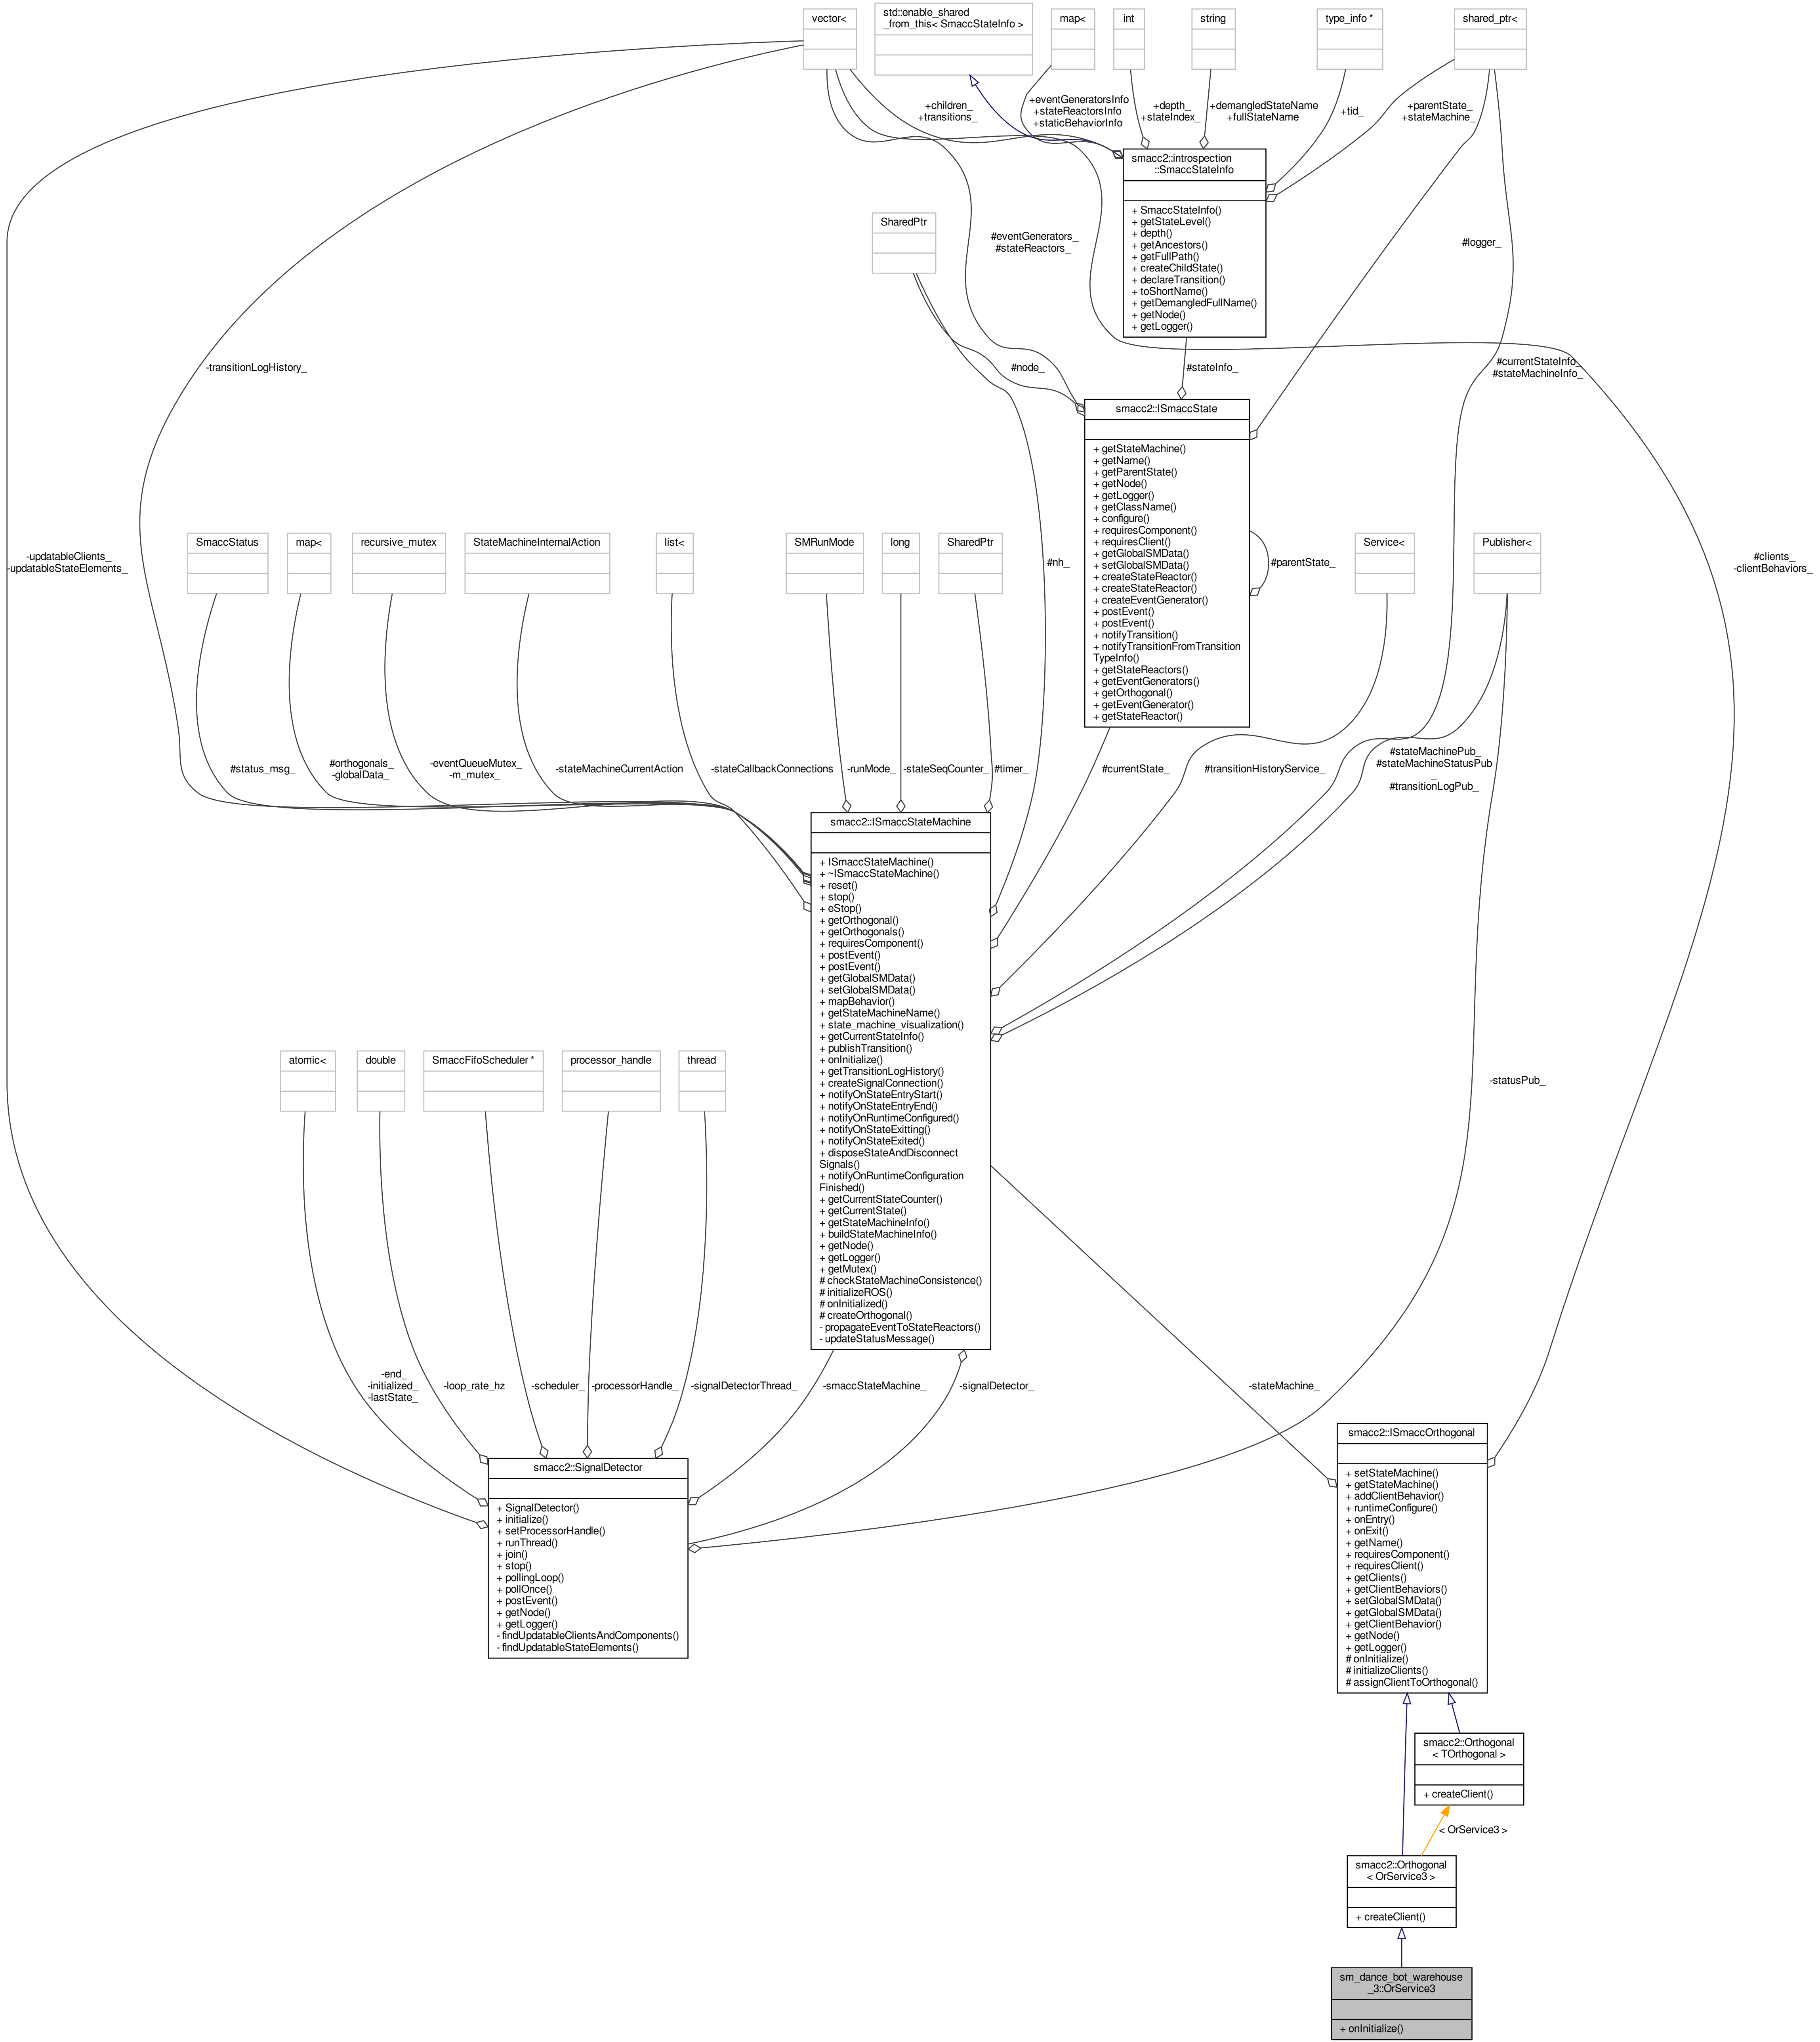 vector<
std::enable_shared
_from_this< SmaccStateInfo >
map<
int
string
type_info *
shared_ptr<
+children_
+transitions_
+eventGeneratorsInfo
+stateReactorsInfo
+staticBehaviorInfo
+depth_
+stateIndex_
+demangledStateName
+fullStateName
+tid_
+parentState_
+stateMachine_
smacc2::introspection
::SmaccStateInfo
+ SmaccStateInfo()
+ getStateLevel()
+ depth()
+ getAncestors()
+ getFullPath()
+ createChildState()
+ declareTransition()
+ toShortName()
+ getDemangledFullName()
+ getNode()
+ getLogger()
SharedPtr
#eventGenerators_
#stateReactors_
#logger_
-transitionLogHistory_
#node_
#stateInfo_
#currentStateInfo_
#stateMachineInfo_
smacc2::ISmaccState
+ getStateMachine()
+ getName()
+ getParentState()
+ getNode()
+ getLogger()
+ getClassName()
+ configure()
+ requiresComponent()
+ requiresClient()
+ getGlobalSMData()
+ setGlobalSMData()
+ createStateReactor()
+ createStateReactor()
+ createEventGenerator()
+ postEvent()
+ postEvent()
+ notifyTransition()
+ notifyTransitionFromTransition
TypeInfo()
+ getStateReactors()
+ getEventGenerators()
+ getOrthogonal()
+ getEventGenerator()
+ getStateReactor()
-updatableClients_
-updatableStateElements_
SmaccStatus
map<
recursive_mutex
StateMachineInternalAction
list<
SMRunMode
long
SharedPtr
#nh_
#parentState_
Service<
Publisher<
#clients_
-clientBehaviors_
#status_msg_
#orthogonals_
-globalData_
-eventQueueMutex_
-m_mutex_
-stateMachineCurrentAction
-stateCallbackConnections
-runMode_
-stateSeqCounter_
#timer_
#currentState_
#transitionHistoryService_
#stateMachinePub_
#stateMachineStatusPub
_
#transitionLogPub_
smacc2::ISmaccStateMachine
+ ISmaccStateMachine()
+ ~ISmaccStateMachine()
+ reset()
+ stop()
+ eStop()
+ getOrthogonal()
+ getOrthogonals()
+ requiresComponent()
+ postEvent()
+ postEvent()
+ getGlobalSMData()
+ setGlobalSMData()
+ mapBehavior()
+ getStateMachineName()
+ state_machine_visualization()
+ getCurrentStateInfo()
+ publishTransition()
+ onInitialize()
+ getTransitionLogHistory()
+ createSignalConnection()
+ notifyOnStateEntryStart()
+ notifyOnStateEntryEnd()
+ notifyOnRuntimeConfigured()
+ notifyOnStateExitting()
+ notifyOnStateExited()
+ disposeStateAndDisconnect
Signals()
+ notifyOnRuntimeConfiguration
Finished()
+ getCurrentStateCounter()
+ getCurrentState()
+ getStateMachineInfo()
+ buildStateMachineInfo()
+ getNode()
+ getLogger()
+ getMutex()
# checkStateMachineConsistence()
# initializeROS()
# onInitialized()
# createOrthogonal()
- propagateEventToStateReactors()
- updateStatusMessage()
atomic<
double
SmaccFifoScheduler *
processor_handle
thread
-statusPub_
-end_
-initialized_
-lastState_
-loop_rate_hz
-scheduler_
-processorHandle_
-signalDetectorThread_
-smaccStateMachine_
-signalDetector_
-stateMachine_
smacc2::SignalDetector
+ SignalDetector()
+ initialize()
+ setProcessorHandle()
+ runThread()
+ join()
+ stop()
+ pollingLoop()
+ pollOnce()
+ postEvent()
+ getNode()
+ getLogger()
- findUpdatableClientsAndComponents()
- findUpdatableStateElements()
smacc2::ISmaccOrthogonal
+ setStateMachine()
+ getStateMachine()
+ addClientBehavior()
+ runtimeConfigure()
+ onEntry()
+ onExit()
+ getName()
+ requiresComponent()
+ requiresClient()
+ getClients()
+ getClientBehaviors()
+ setGlobalSMData()
+ getGlobalSMData()
+ getClientBehavior()
+ getNode()
+ getLogger()
# onInitialize()
# initializeClients()
# assignClientToOrthogonal()
smacc2::Orthogonal
< TOrthogonal >
+ createClient()
< OrService3 >
smacc2::Orthogonal
< OrService3 >
+ createClient()
sm_dance_bot_warehouse
_3::OrService3
+ onInitialize()